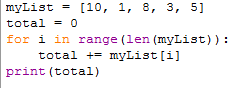 myList = [10, 1, 8, 3, 5]
total = 0
for i in range(len(myList)):
    total += myList[i]
print(total)